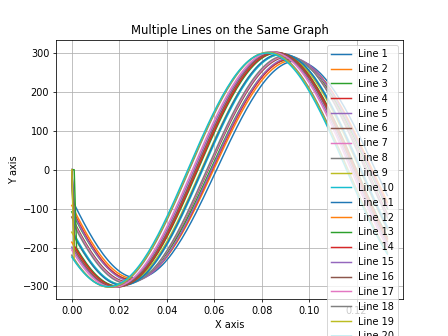 Multiple Lines on the Same Graph
Y axis
300
200
100
0
−100
−200
−300
0.00 0.02 0.04 0.06 0.08 0.10
X axis
Line 1
Line 2
Line 3
Line 4
Line 5
Line 6
Line 7
Line 8
Line 9
Line 10
Line 11
Line 12
Line 13
Line 14
Line 15
Line 16
Line 17
Line 18
Line 19
Line 20